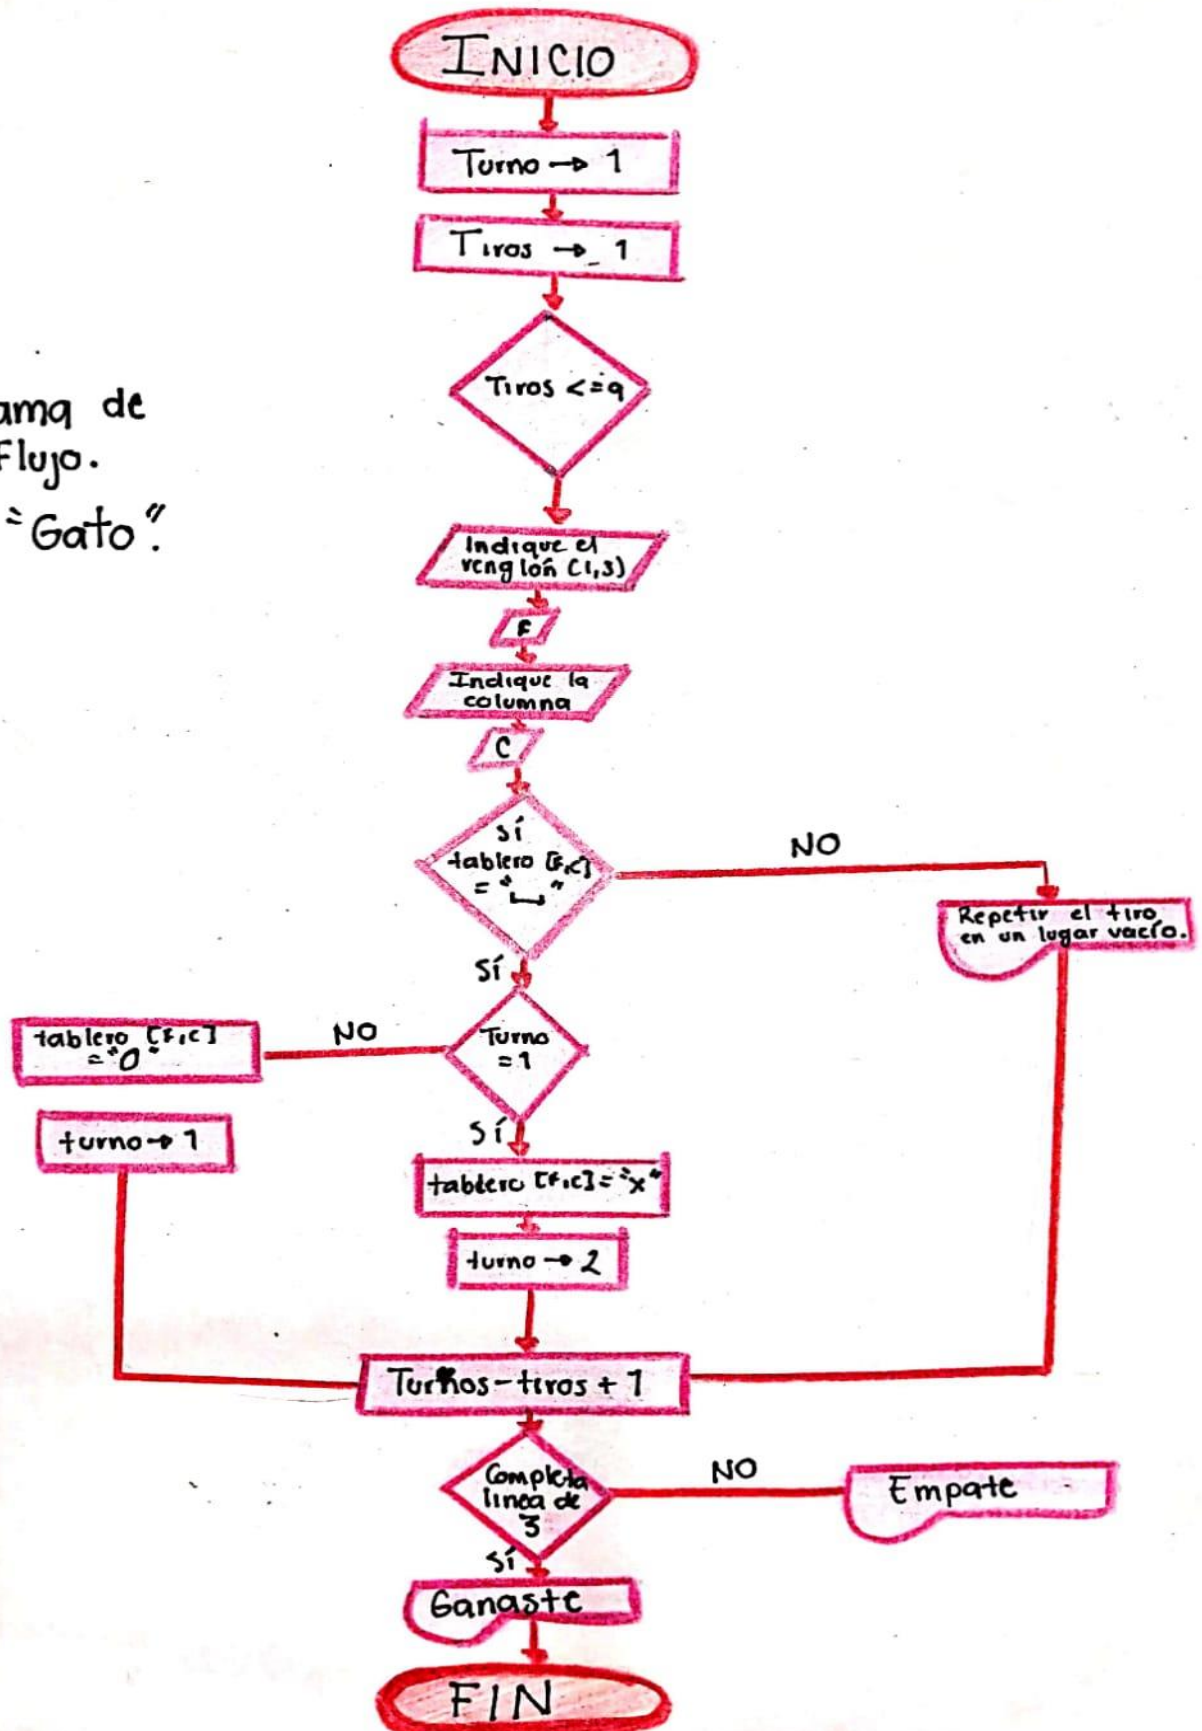 INICIO
Turno → 1
Tiros → 1
Tiros <=9
ama de
Flujo.
"Gato".
Indique el
renglón (1,3)
F
Indique la
columna
C
Sí
tablero [F,C]
= "␣"
NO
Repetir el tiro
en un lugar vacío.
Sí
Turno
=1
NO
tablero [F,C]
="O"
turno → 1
Sí
tablero [F,C]="x"
turno → 2
Turnos-tiros + 1
Completa
linea de
3
NO
Empate
Sí
Ganaste
FIN